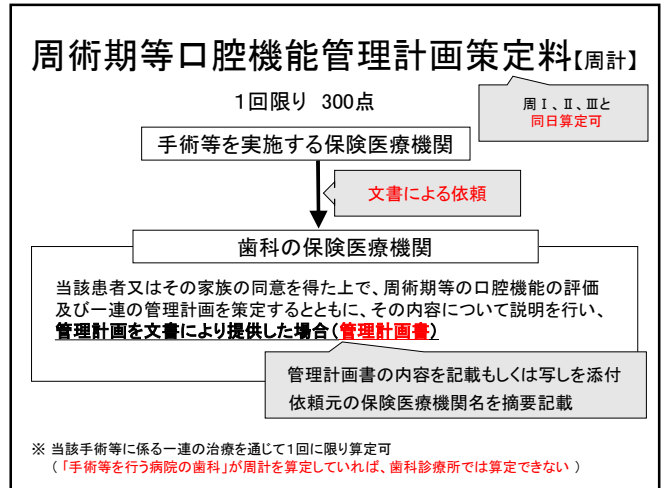 周術期等口腔機能管理計画策定料【周計】
1回限り 300点
周Ⅰ、Ⅱ、Ⅲと
同日算定可
手術等を実施する保険医療機関
文書による依頼
歯科の保険医療機関
当該患者又はその家族の同意を得た上で、周術期等の口腔機能の評価
及び一連の管理計画を策定するとともに、その内容について説明を行い、
管理計画を文書により提供した場合(管理計画書)
管理計画書の内容を記載もしくは写しを添付
依頼元の保険医療機関名を摘要記載
※ 当該手術等に係る一連の治療を通じて1回に限り算定可
(「手術等を行う病院の歯科」が周計を算定していれば、歯科診療所では算定できない )